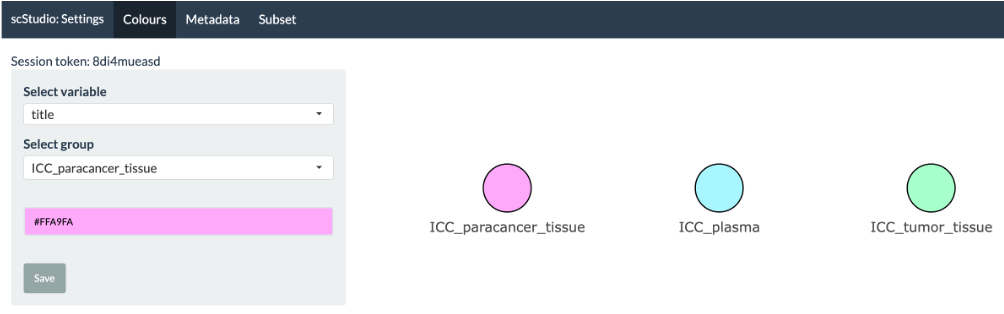 scStudio: Settings Colours Metadata Subset
Session token: 8di4mueasd
Select variable
title
Select group
ICC_paracancer_tissue
#FFA9FA
Save
ICC_paracancer_tissue ICC_plasma ICC_tumor_tissue